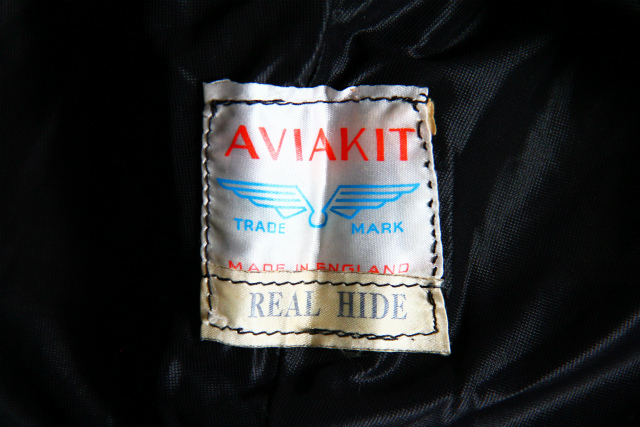 AVIAKIT
TRADE MARK
MADE IN ENGLAND
REAL HIDE